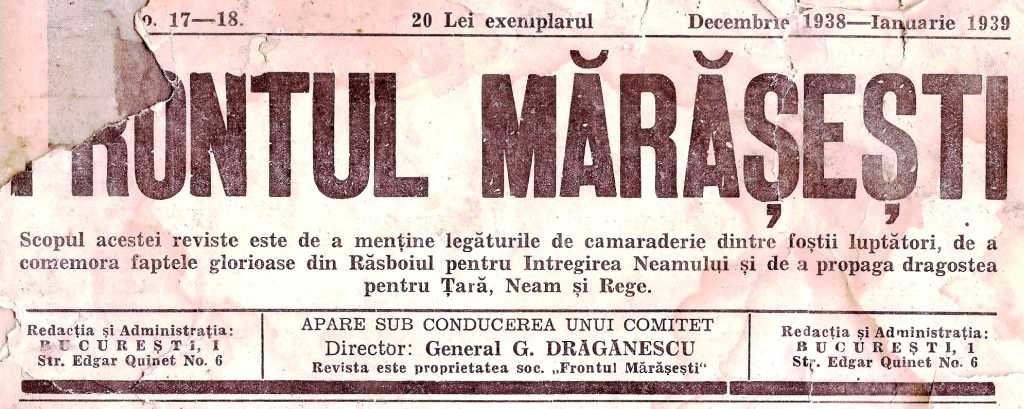 o. 17—18.
20 Lei exemplarul
Decembrie 1938—Ianuarie 1939
FRONTUL MĂRĂȘEȘTI
Scopul acestei reviste este de a menține legăturile de camaraderie dintre foștii luptători, de a
comemora faptele glorioase din Răsboiul pentru Intregirea Neamului și de a propaga dragostea
pentru Țară, Neam și Rege.
Redacția și Administrația:
BUCUREȘTI, I
Str. Edgar Quinet No. 6
APARE SUB CONDUCEREA UNUI COMITET
Director: General G. DRĂGĂNESCU
Revista este proprietatea soc. „Frontul Mărășești“
Redacția și Administrația:
BUCUREȘTI, 1
Str. Edgar Quinet No. 6